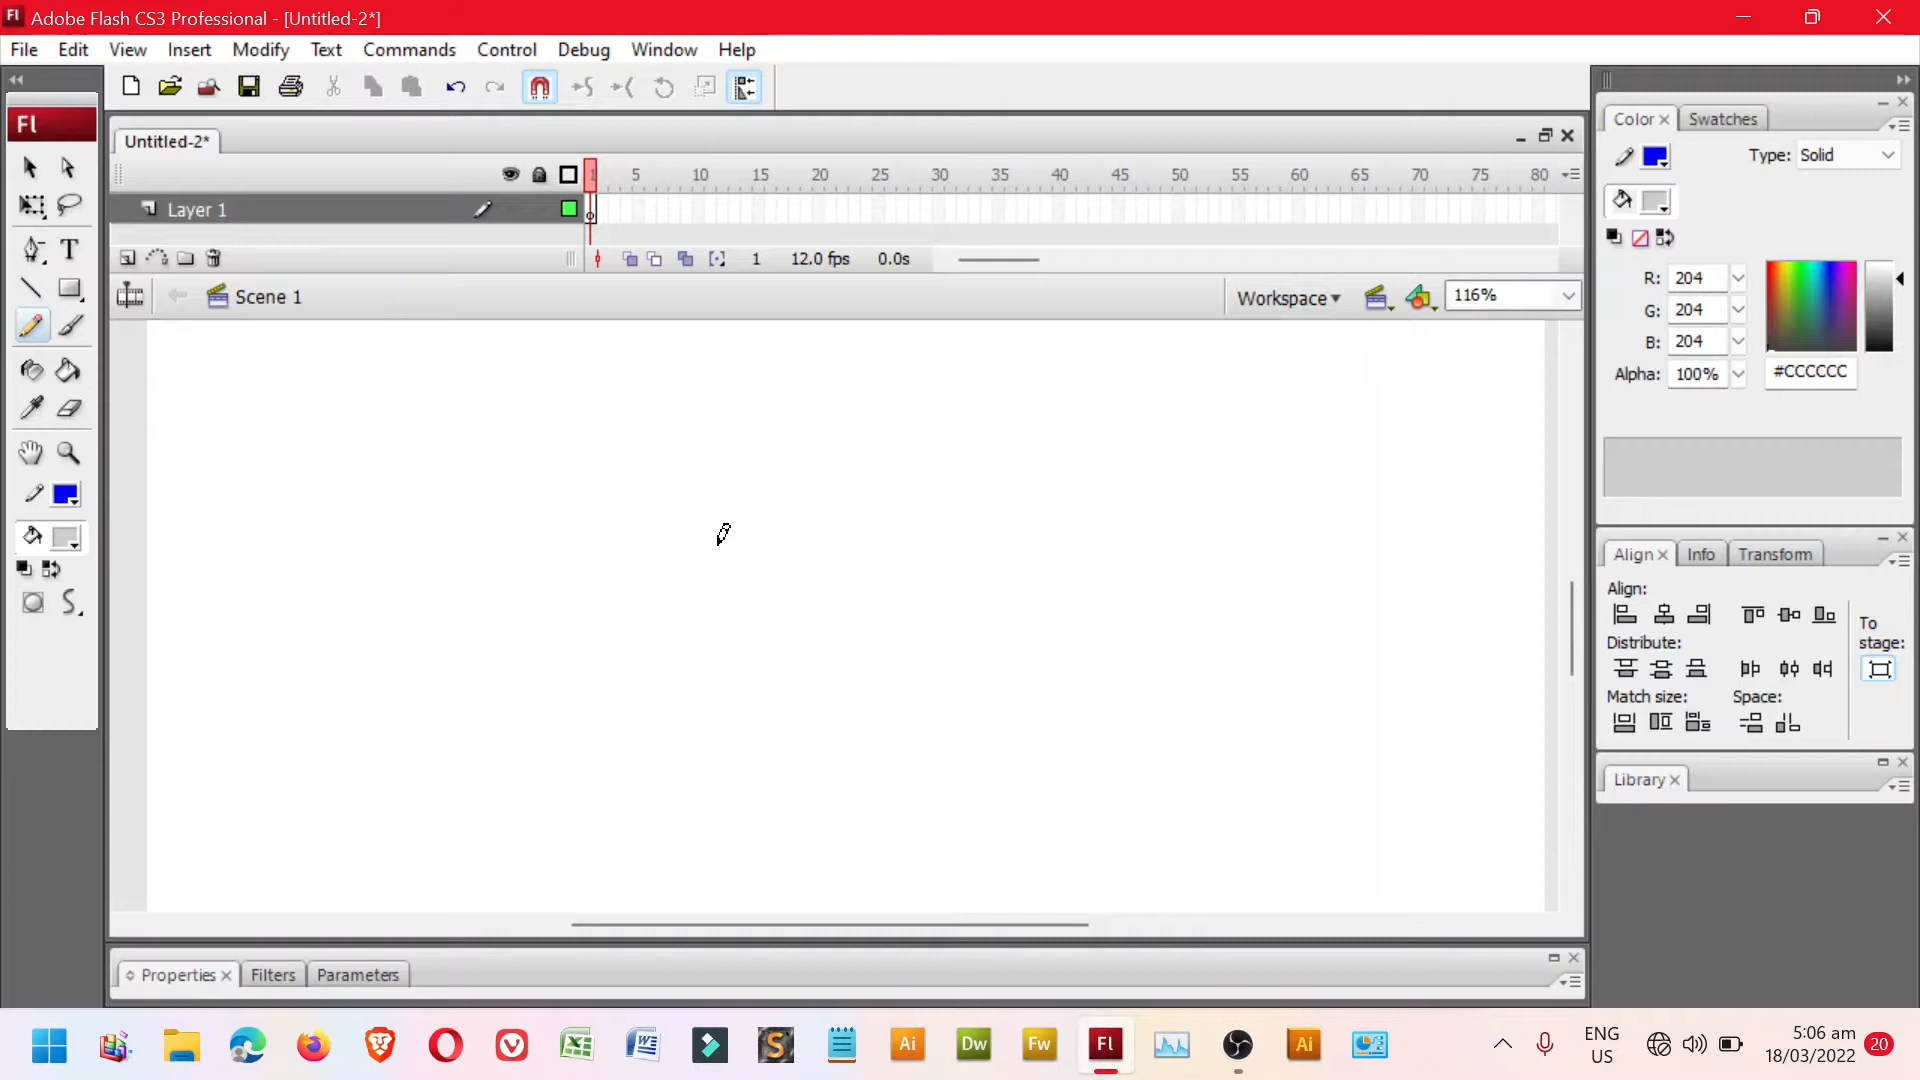 Fl Adobe Flash CS3 Professional - [Untitled-2*]
File Edit View Insert Modify Text Commands Control Debug Window Help
Fl
Untitled-2*
1 5 10 15 20 25 30 35 40 45 50 55 60 65 70 75 80
Layer 1
1 12.0 fps 0.0s
Scene 1
Workspace 116%
Color Swatches
Type: Solid
R: 204
G: 204
B: 204
Alpha: 100% #CCCCCC
Align Info Transform
Align:
To
stage:
Distribute:
Match size: Space:
Library
Properties Filters Parameters
Ai Dw Fw Fl Ai
ENG
US
5:06 am
18/03/2022
20